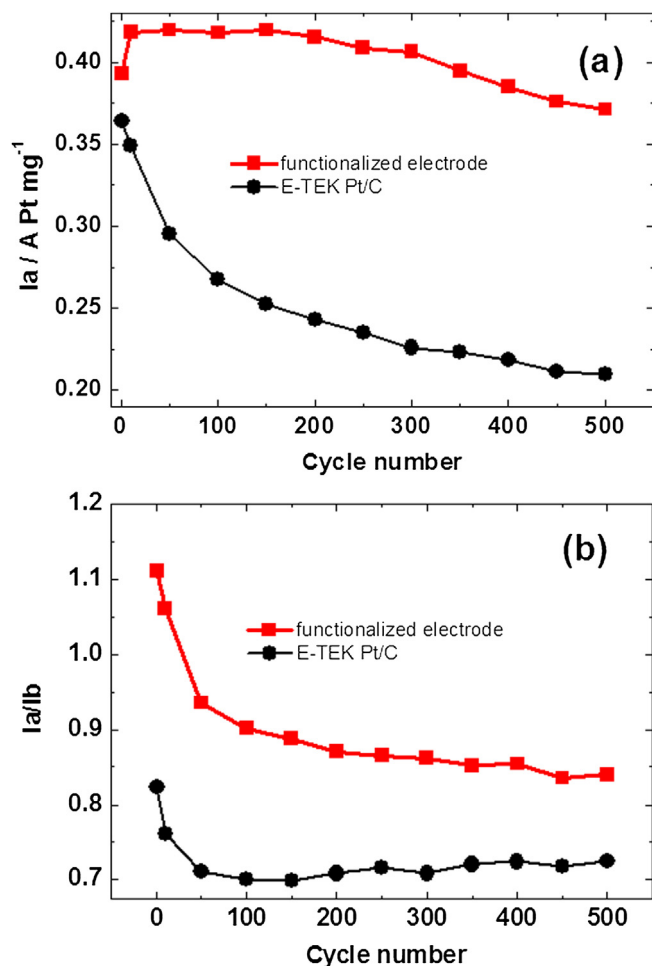 (a)
0.40
0.35
0.30
0.25
0.20
Ia / A Pt mg⁻¹
functionalized electrode
E-TEK Pt/C
0 100 200 300 400 500
Cycle number
(b)
1.2
1.1
1.0
0.9
0.8
0.7
Ia/Ib
functionalized electrode
E-TEK Pt/C
0 100 200 300 400 500
Cycle number